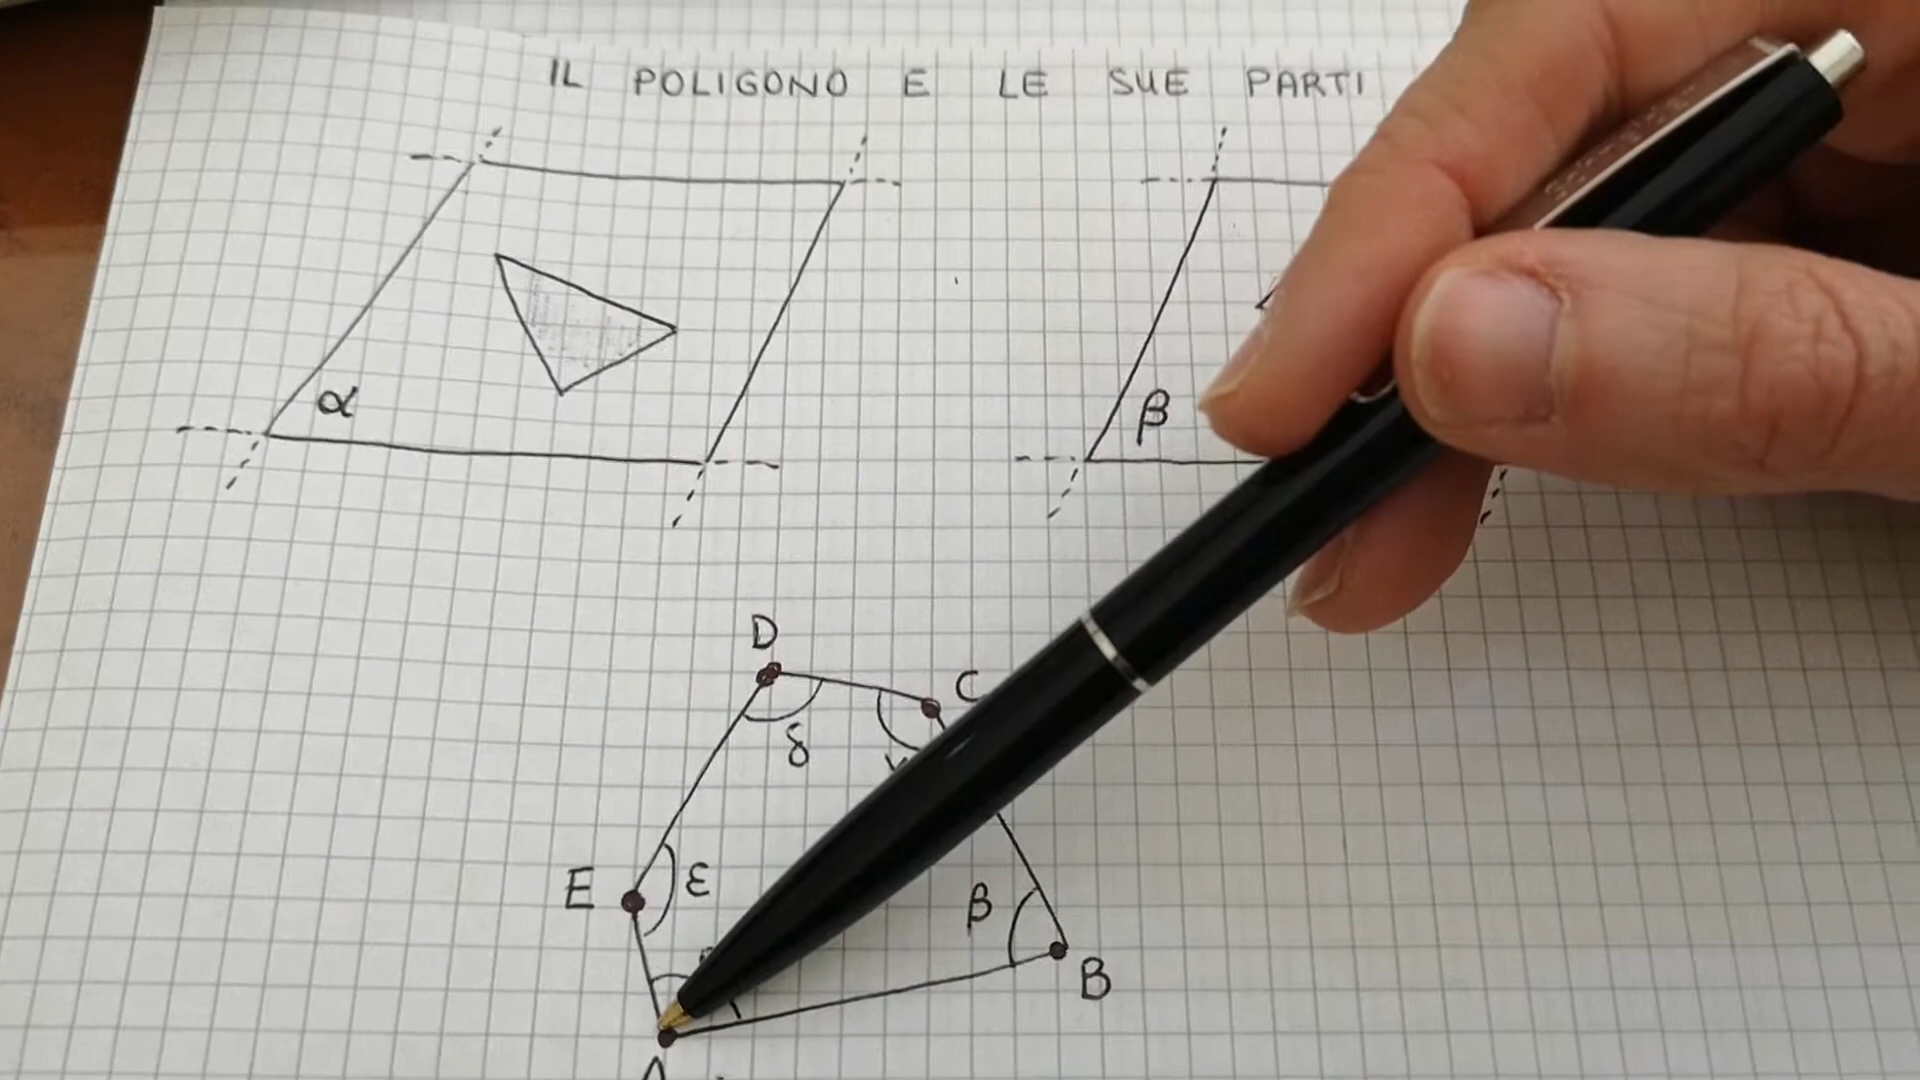 IL POLIGONO E LE SUE PARTI
α
β
D
C
δ
E
ε
β
B